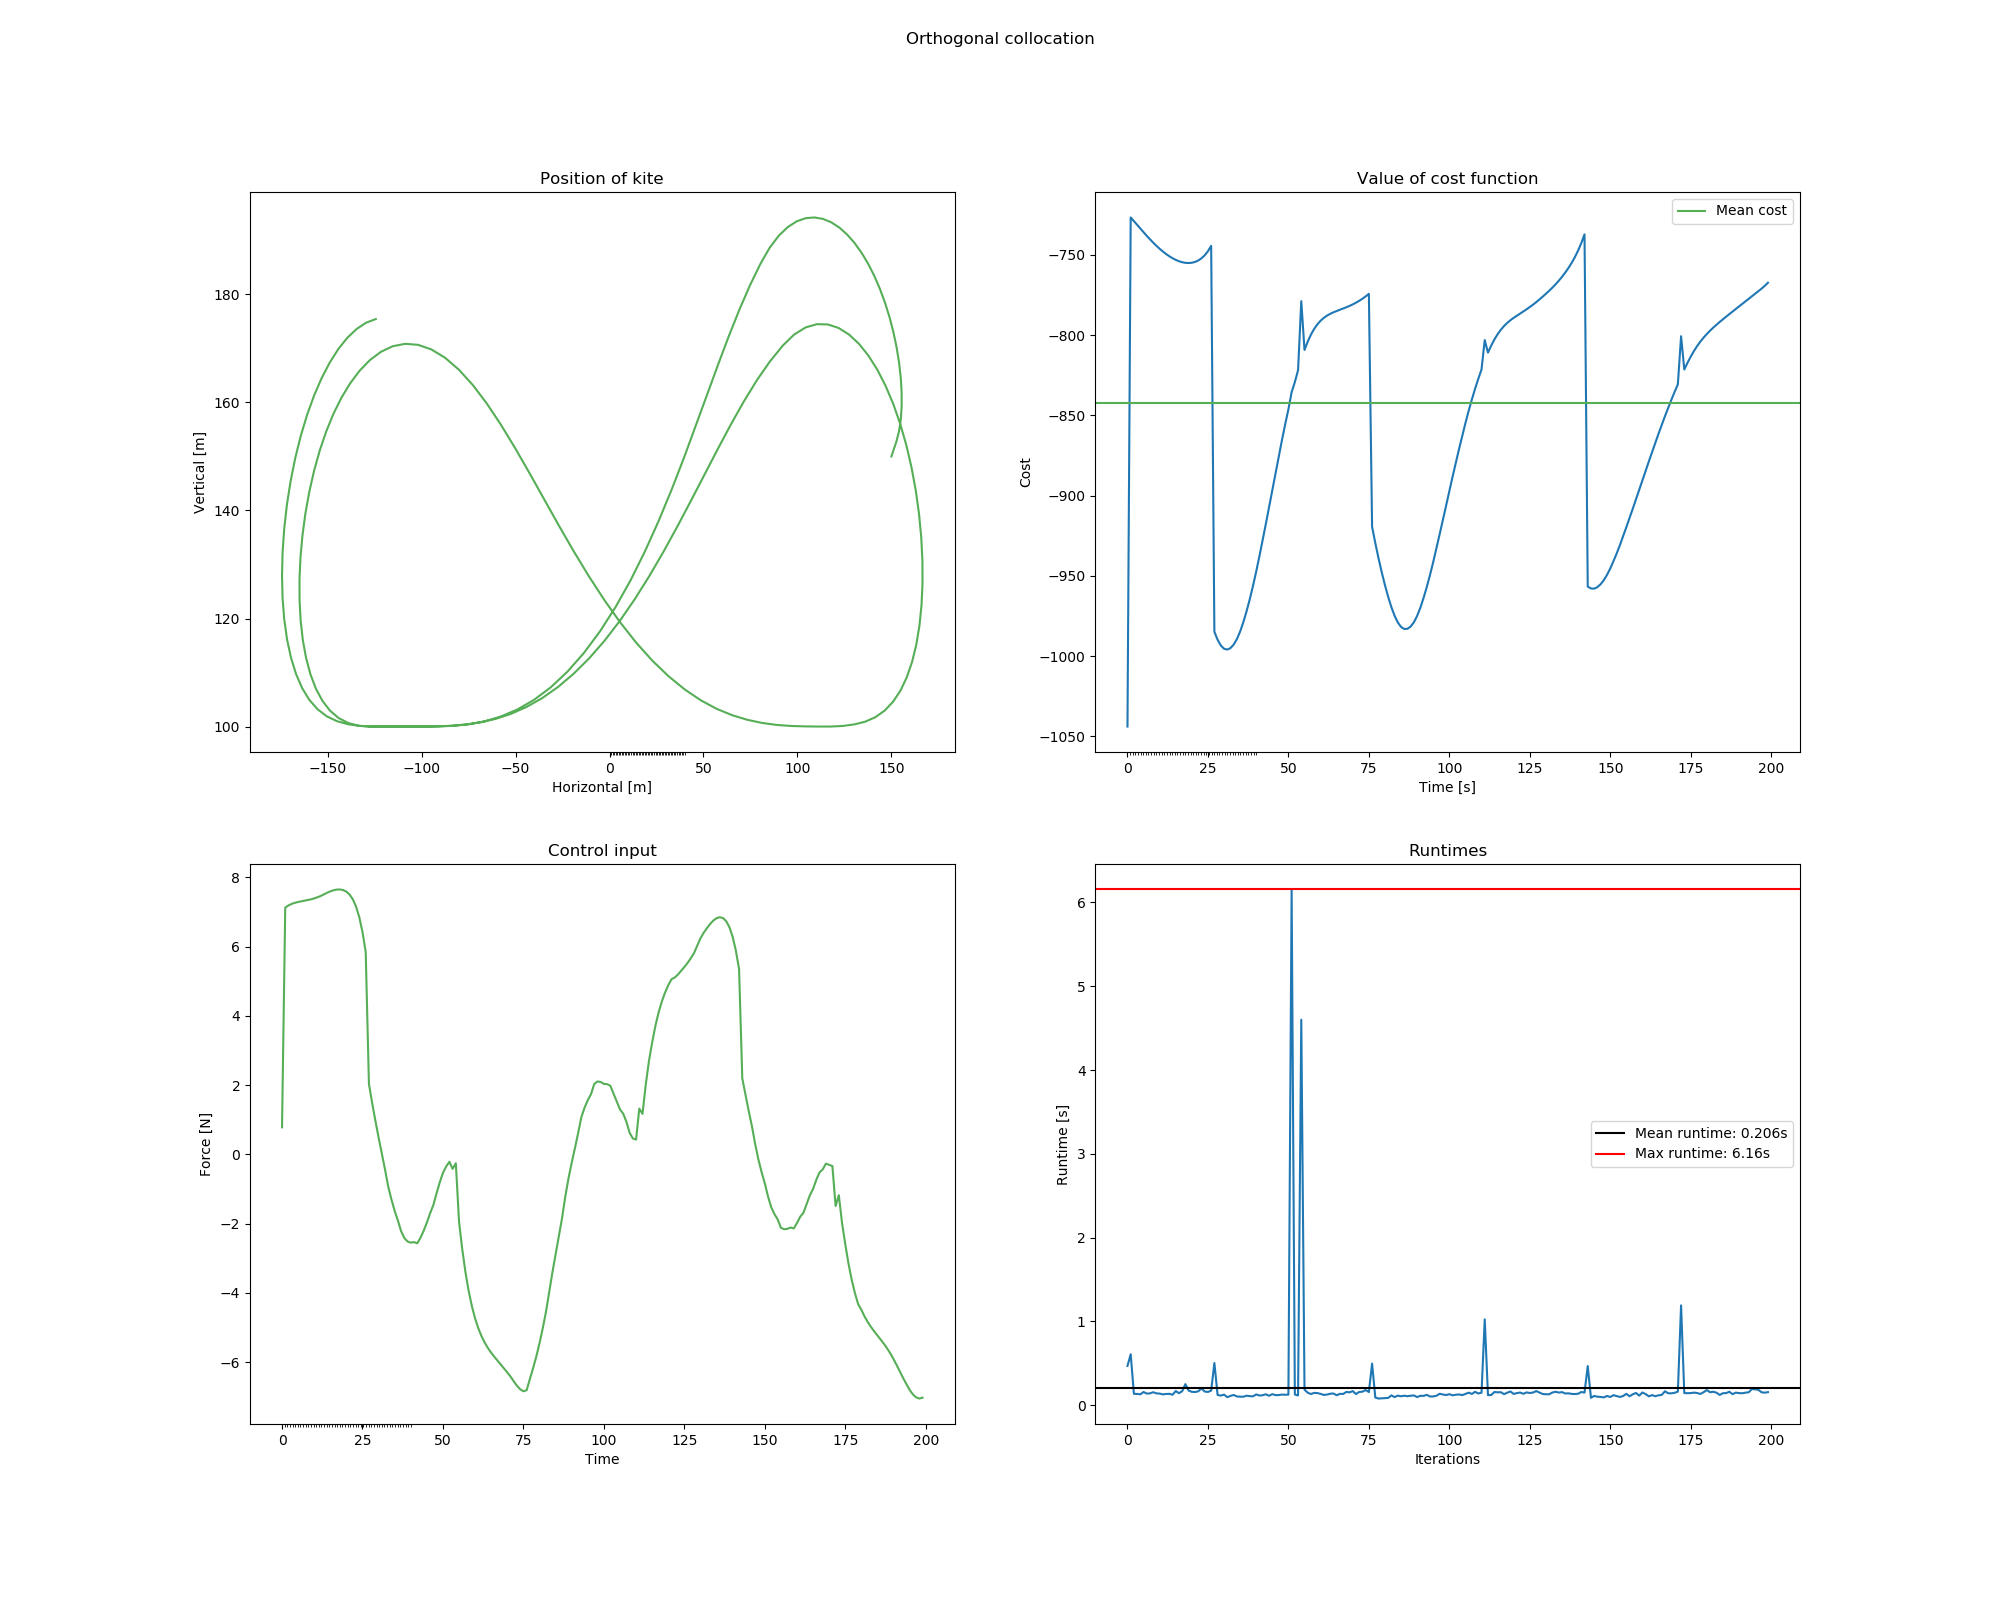 Orthogonal collocation
Position of kite
180
160
140
120
100
Vertical [m]
−150 −100 −50 0 50 100 150
Horizontal [m]
Value of cost function
Mean cost
−750
−800
−850
−900
−950
−1000
−1050
Cost
0 25 50 75 100 125 150 175 200
Time [s]
Control input
8
6
4
2
0
−2
−4
−6
Force [N]
0 25 50 75 100 125 150 175 200
Time
Runtimes
6
5
4
3
2
1
0
Runtime [s]
Mean runtime: 0.206s
Max runtime: 6.16s
0 25 50 75 100 125 150 175 200
Iterations